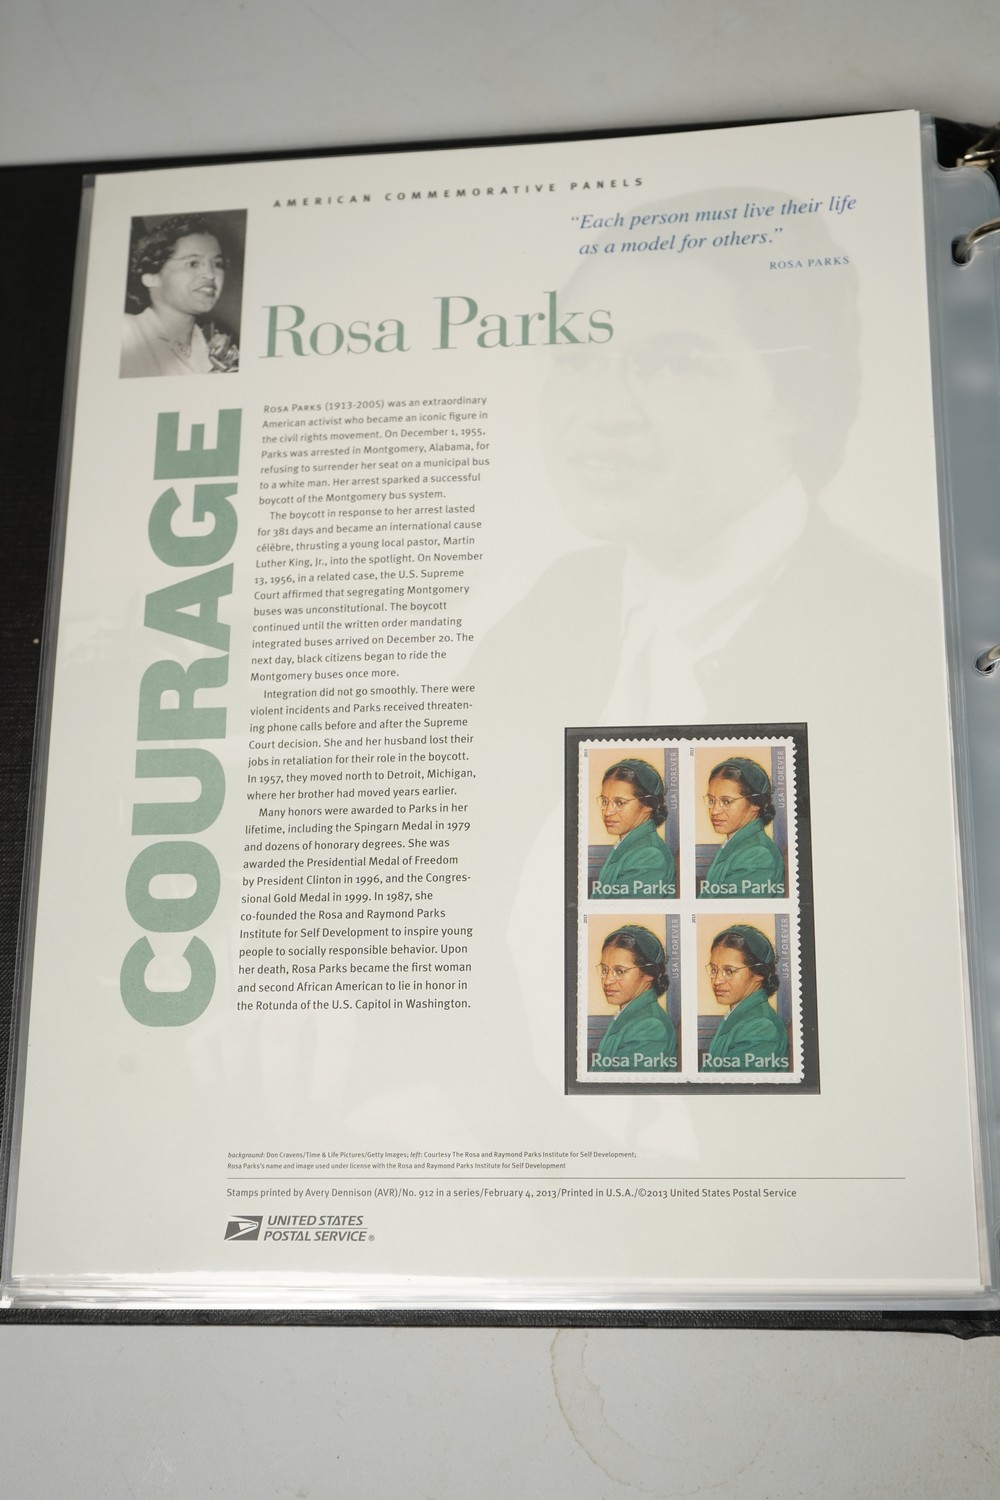 AMERICAN COMMEMORATIVE PANELS
“Each person must live their life
as a model for others.”
ROSA PARKS
Rosa Parks
COURAGE
ROSA PARKS (1913-2005) was an extraordinary
American activist who became an iconic figure in
the civil rights movement. On December 1, 1955,
Parks was arrested in Montgomery, Alabama, for
refusing to surrender her seat on a municipal bus
to a white man. Her arrest sparked a successful
boycott of the Montgomery bus system.
The boycott in response to her arrest lasted
for 381 days and became an international cause
célèbre, thrusting a young local pastor, Martin
Luther King, Jr., into the spotlight. On November
13, 1956, in a related case, the U.S. Supreme
Court affirmed that segregating Montgomery
buses was unconstitutional. The boycott
continued until the written order mandating
integrated buses arrived on December 20. The
next day, black citizens began to ride the
Montgomery buses once more.
Integration did not go smoothly. There were
violent incidents and Parks received threaten-
ing phone calls before and after the Supreme
Court decision. She and her husband lost their
jobs in retaliation for their role in the boycott.
In 1957, they moved north to Detroit, Michigan,
where her brother had moved years earlier.
Many honors were awarded to Parks in her
lifetime, including the Spingarn Medal in 1979
and dozens of honorary degrees. She was
awarded the Presidential Medal of Freedom
by President Clinton in 1996, and the Congres-
sional Gold Medal in 1999. In 1987, she
co-founded the Rosa and Raymond Parks
Institute for Self Development to inspire young
people to socially responsible behavior. Upon
her death, Rosa Parks became the first woman
and second African American to lie in honor in
the Rotunda of the U.S. Capitol in Washington.
2013
USA | FOREVER
Rosa Parks
2013
USA | FOREVER
Rosa Parks
2013
USA | FOREVER
Rosa Parks
2013
USA | FOREVER
Rosa Parks
background: Don Cravens/Time & Life Pictures/Getty Images; left: Courtesy The Rosa and Raymond Parks Institute for Self Development;
Rosa Parks's name and image used under license with the Rosa and Raymond Parks Institute for Self Development
Stamps printed by Avery Dennison (AVR)/No. 912 in a series/February 4, 2013/Printed in U.S.A./©2013 United States Postal Service
UNITED STATES
POSTAL SERVICE®